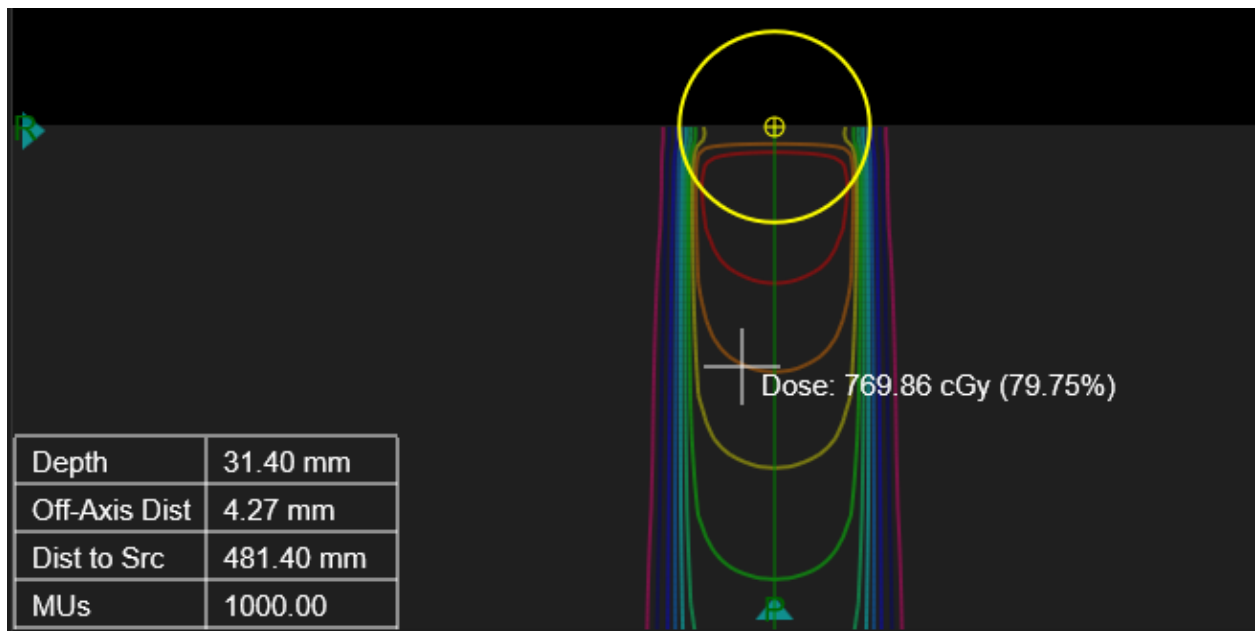 R
Dose: 769.86 cGy (79.75%)
Depth 31.40 mm
Off-Axis Dist 4.27 mm
Dist to Src 481.40 mm
MUs 1000.00
P